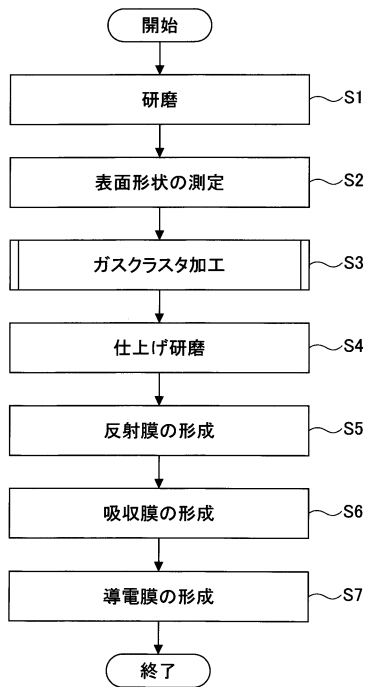 開始
研磨
S1
表面形状の測定
S2
ガスクラスタ加工
S3
仕上げ研磨
S4
反射膜の形成
S5
吸収膜の形成
S6
導電膜の形成
S7
終了